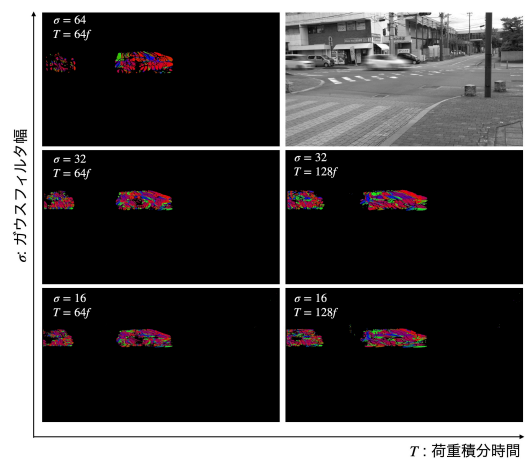 σ = 64
T = 64f
σ = 32
T = 64f
σ = 32
T = 128f
σ = 16
T = 64f
σ = 16
T = 128f
σ: ガウスフィルタ幅
T : 荷重積分時間